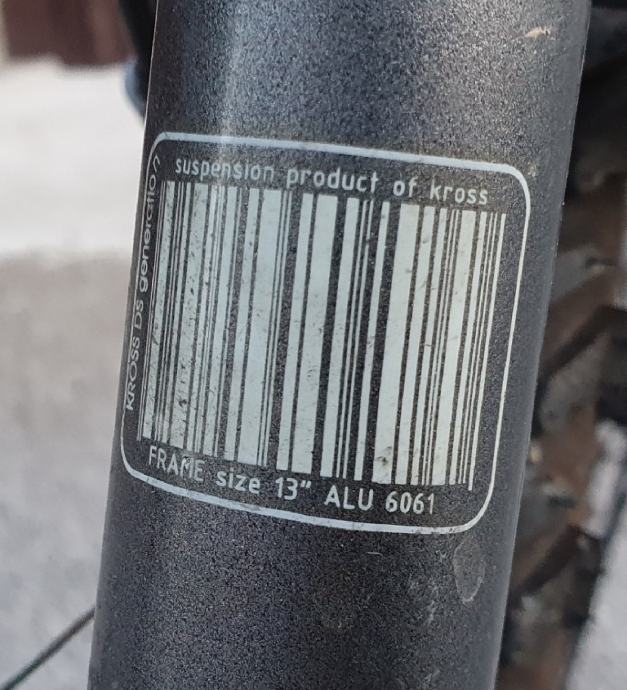 suspension product of kross
KROSS DS generation
FRAME size 13" ALU 6061